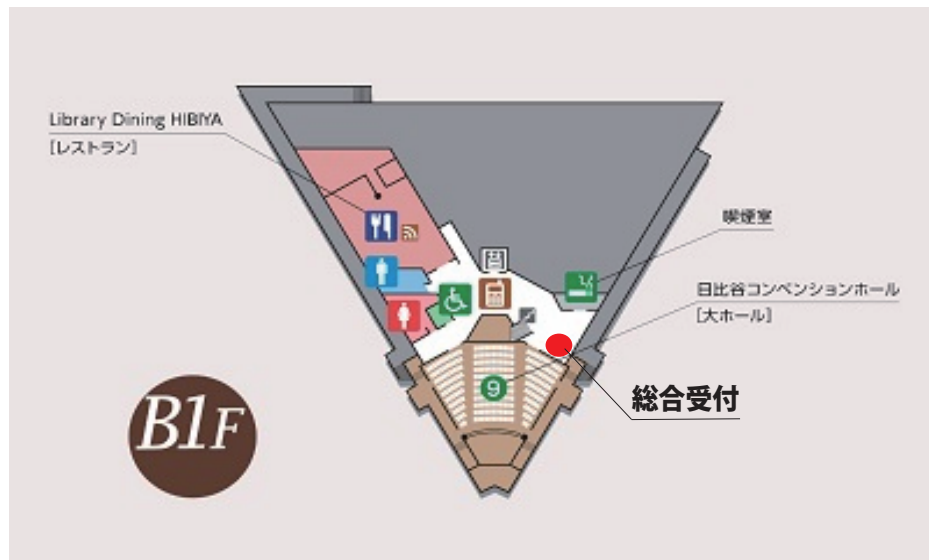 Library Dining HIBIYA
[レストラン]
喫煙室
日比谷コンベンションホール
[大ホール]
9
総合受付
B1F